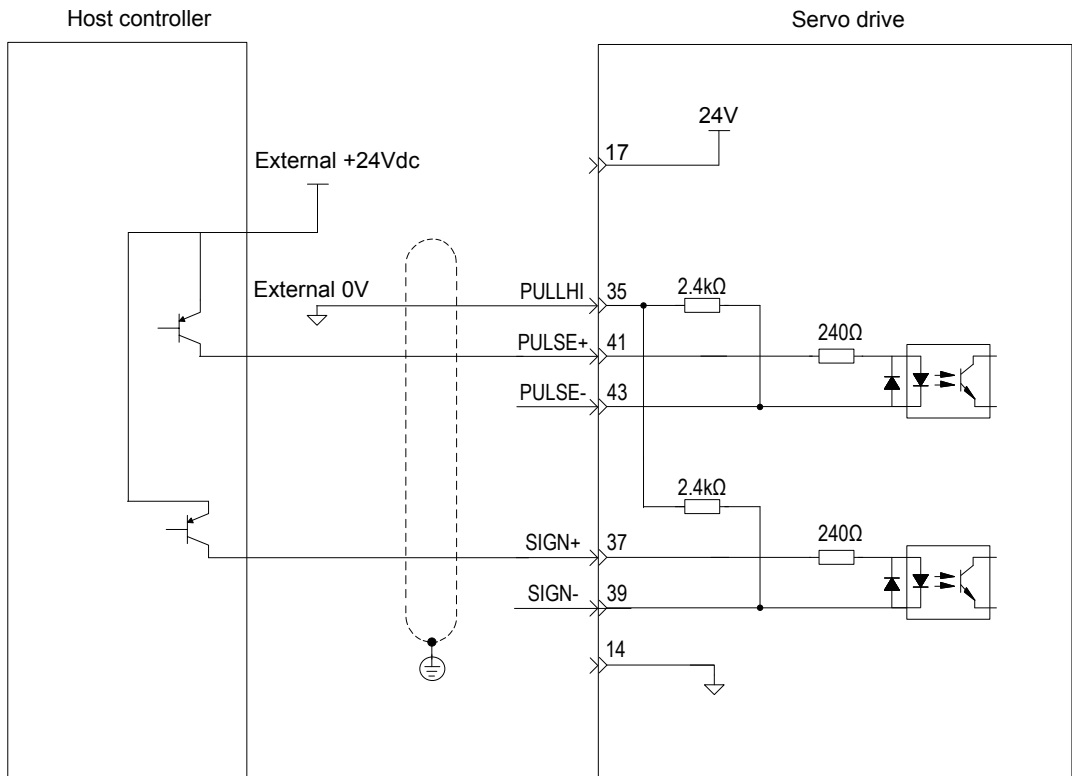 Host controller
Servo drive
24V
17
External +24Vdc
External 0V
PULLHI 35 2.4kΩ
PULSE+ 41 240Ω
PULSE- 43
2.4kΩ
SIGN+ 37 240Ω
SIGN- 39
14